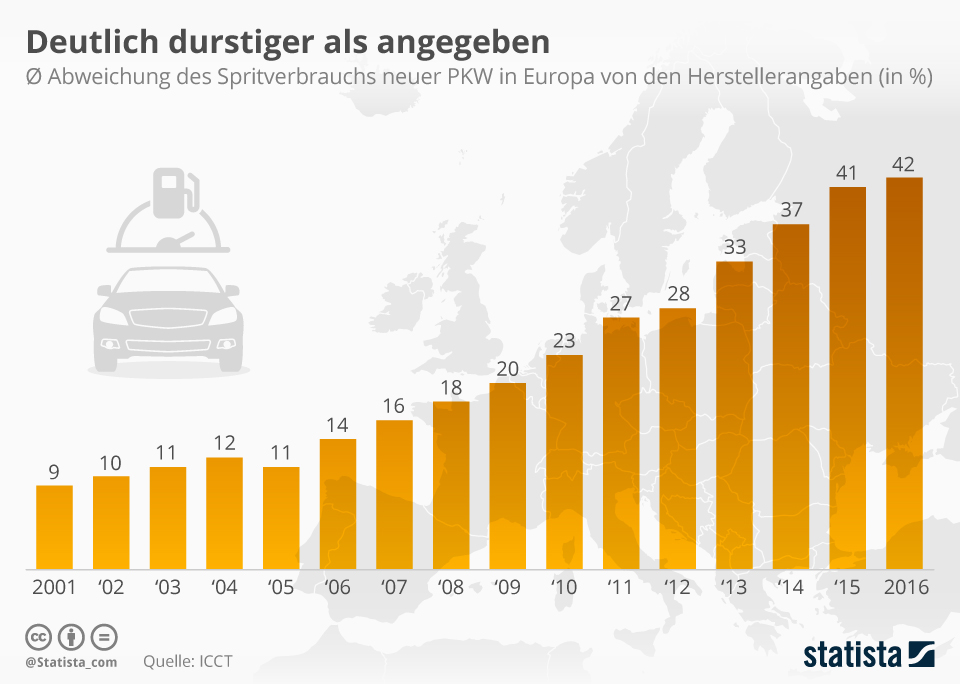 Deutlich durstiger als angegeben
Ø Abweichung des Spritverbrauchs neuer PKW in Europa von den Herstellerangaben (in %)
9 10 11 12 11 14 16 18 20 23 27 28 33 37 41 42
2001 ‘02 ‘03 ‘04 ‘05 ‘06 ‘07 ‘08 ‘09 ‘10 ‘11 ‘12 ‘13 ‘14 ‘15 2016
cc
@Statista_com Quelle: ICCT
statista